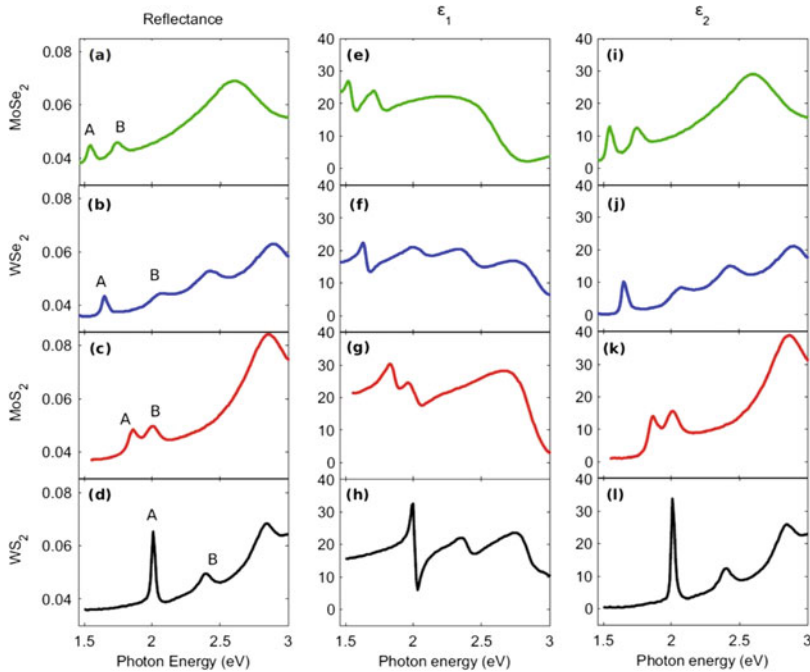 Reflectance ε1 ε2
MoSe2
0.08 (a) 40 (e) 40 (i)
30 30
0.06 20 20
A B
10 10
0.04 0 0
WSe2
0.08 (b) 40 (f) 40 (j)
30 30
0.06 20 20
A B
10 10
0.04 0 0
MoS2
0.08 (c) 40 (g) 40 (k)
30 30
0.06 20 20
A B
10 10
0.04 0 0
WS2
0.08 (d) 40 (h) 40 (l)
A
30 30
0.06 20 20
B
10 10
0.04 0 0
1.5 2 2.5 3 1.5 2 2.5 3 1.5 2 2.5 3
Photon Energy (eV) Photon energy (eV) Photon energy (eV)